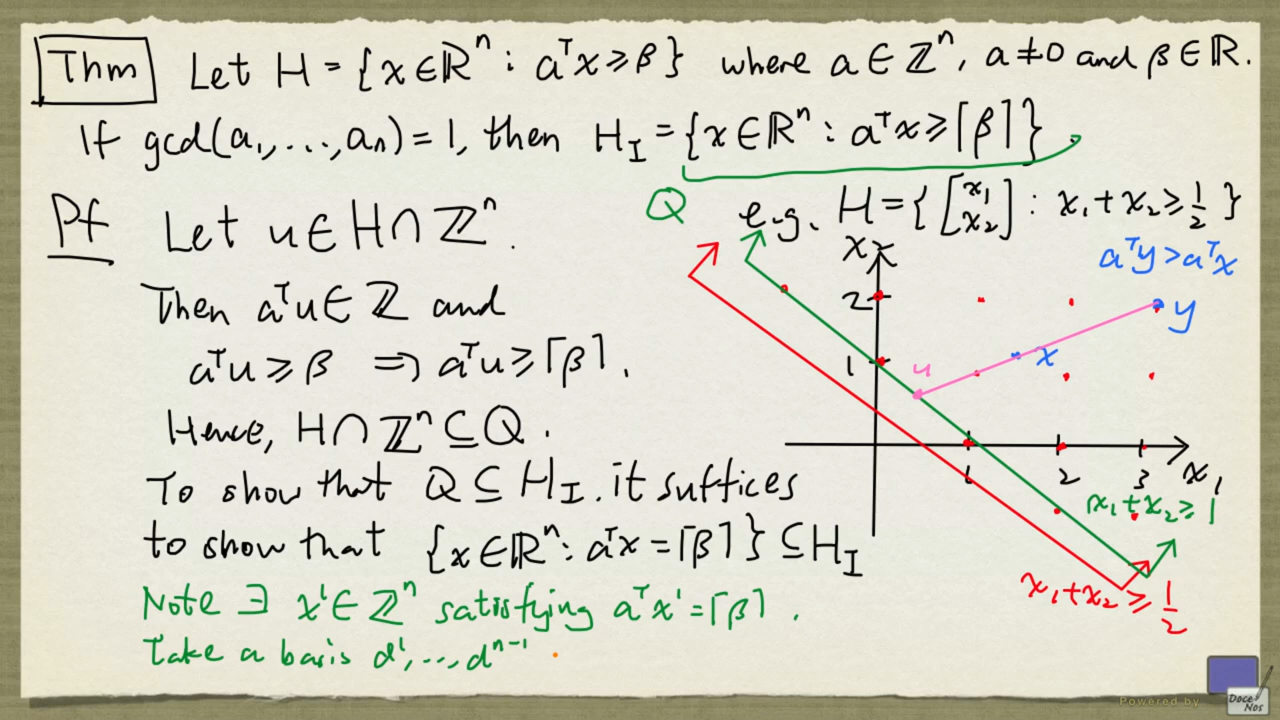 Thm Let H = {x ∈ ℝⁿ : aᵀx ≥ β} where a ∈ ℤⁿ, a ≠ 0 and β ∈ ℝ.
If gcd(a₁, ..., aₙ) = 1, then H_I = {x ∈ ℝⁿ : aᵀx ≥ ⌈β⌉}.
Q
Pf Let u ∈ H ∩ ℤⁿ.
Then aᵀu ∈ ℤ and
aᵀu ≥ β ⇒ aᵀu ≥ ⌈β⌉.
Hence, H ∩ ℤⁿ ⊆ Q.
To show that Q ⊆ H_I. it suffices
to show that {x ∈ ℝⁿ : aᵀx = ⌈β⌉} ⊆ H_I
Note ∃ x' ∈ ℤⁿ satisfying aᵀx' = ⌈β⌉.
Take a basis d¹, ..., dⁿ⁻¹
e.g. H = { [x₁ x₂] : x₁ + x₂ ≥ 1/2 }
aᵀy > aᵀx
2
y
1
u
x
1
2
3
x₁
x₁ + x₂ ≥ 1
x₁ + x₂ ≥ 1/2
Powered by
Doce
Nos